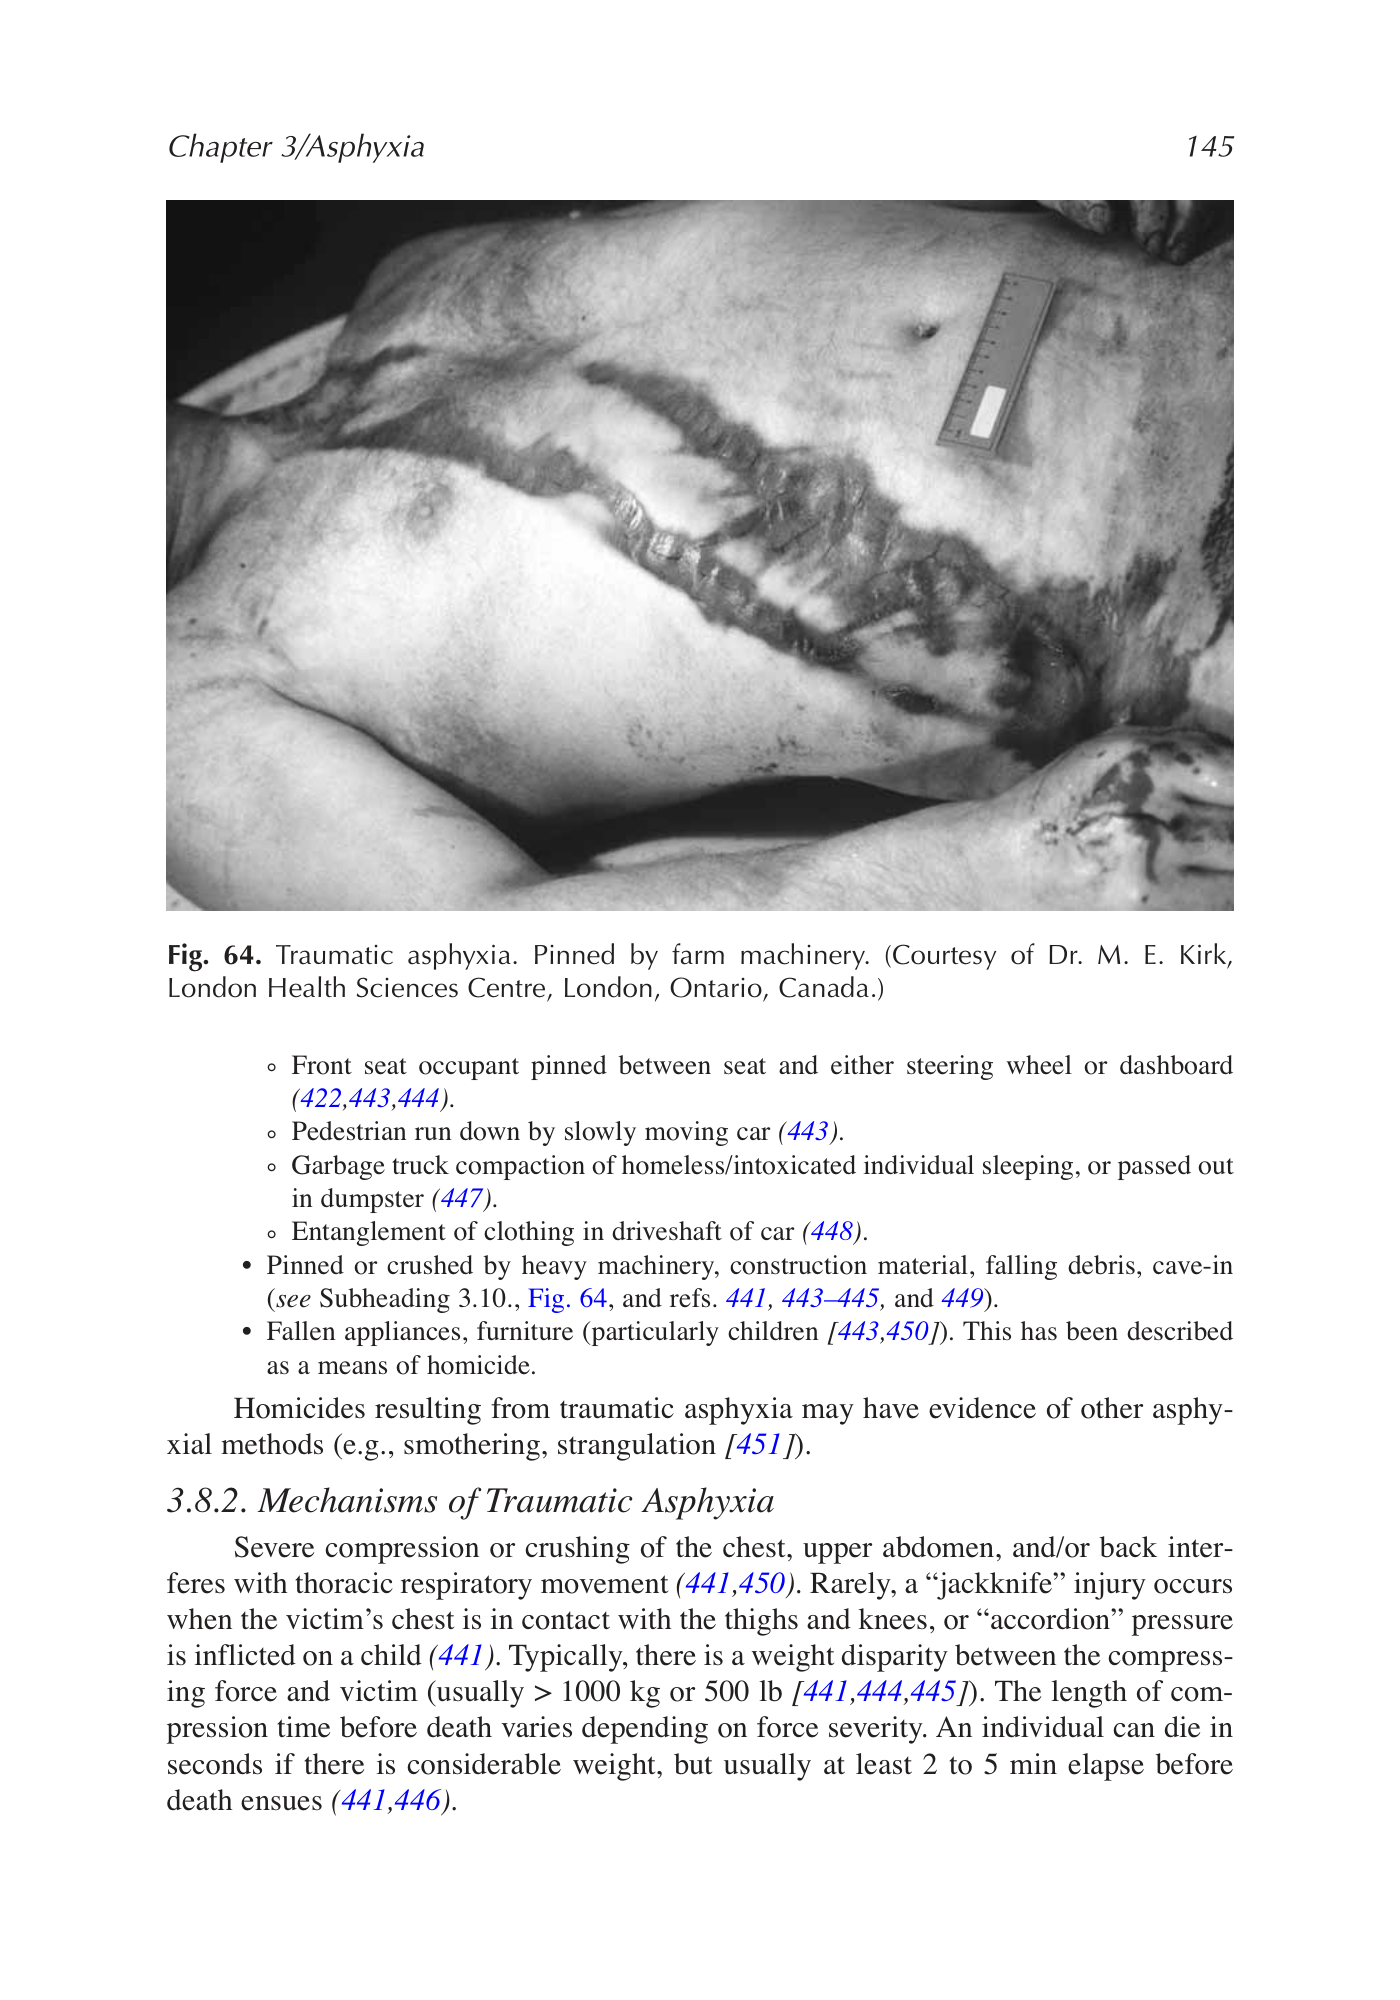 Chapter 3/Asphyxia 145
Fig. 64. Traumatic asphyxia. Pinned by farm machinery. (Courtesy of Dr. M. E. Kirk,
London Health Sciences Centre, London, Ontario, Canada.)
◦ Front seat occupant pinned between seat and either steering wheel or dashboard
(422,443,444).
◦ Pedestrian run down by slowly moving car (443).
◦ Garbage truck compaction of homeless/intoxicated individual sleeping, or passed out
in dumpster (447).
◦ Entanglement of clothing in driveshaft of car (448).
• Pinned or crushed by heavy machinery, construction material, falling debris, cave-in
(see Subheading 3.10., Fig. 64, and refs. 441, 443–445, and 449).
• Fallen appliances, furniture (particularly children [443,450]). This has been described
as a means of homicide.
Homicides resulting from traumatic asphyxia may have evidence of other asphy-
xial methods (e.g., smothering, strangulation [451]).
3.8.2. Mechanisms of Traumatic Asphyxia
Severe compression or crushing of the chest, upper abdomen, and/or back inter-
feres with thoracic respiratory movement (441,450). Rarely, a “jackknife” injury occurs
when the victim’s chest is in contact with the thighs and knees, or “accordion” pressure
is inflicted on a child (441). Typically, there is a weight disparity between the compress-
ing force and victim (usually > 1000 kg or 500 lb [441,444,445]). The length of com-
pression time before death varies depending on force severity. An individual can die in
seconds if there is considerable weight, but usually at least 2 to 5 min elapse before
death ensues (441,446).